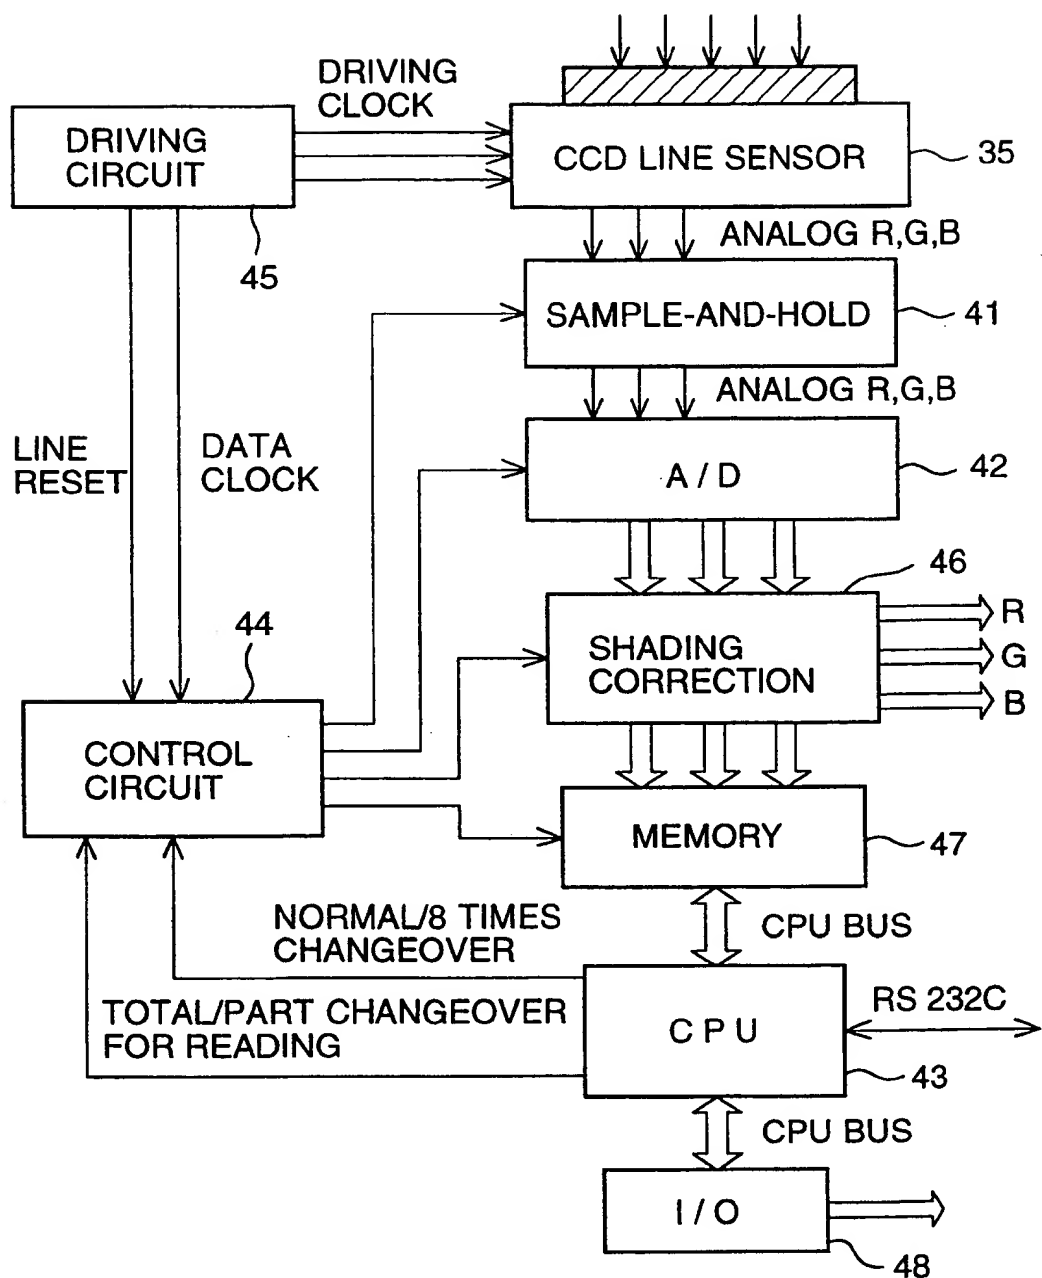 DRIVING
CLOCK
DRIVING
CIRCUIT
CCD LINE SENSOR
35
45
ANALOG R,G,B
SAMPLE-AND-HOLD
41
ANALOG R,G,B
LINE
RESET
DATA
CLOCK
A / D
42
46
44
SHADING
CORRECTION
R
G
B
CONTROL
CIRCUIT
MEMORY
47
NORMAL/8 TIMES
CHANGEOVER
CPU BUS
TOTAL/PART CHANGEOVER
FOR READING
C P U
RS 232C
43
CPU BUS
I / O
48